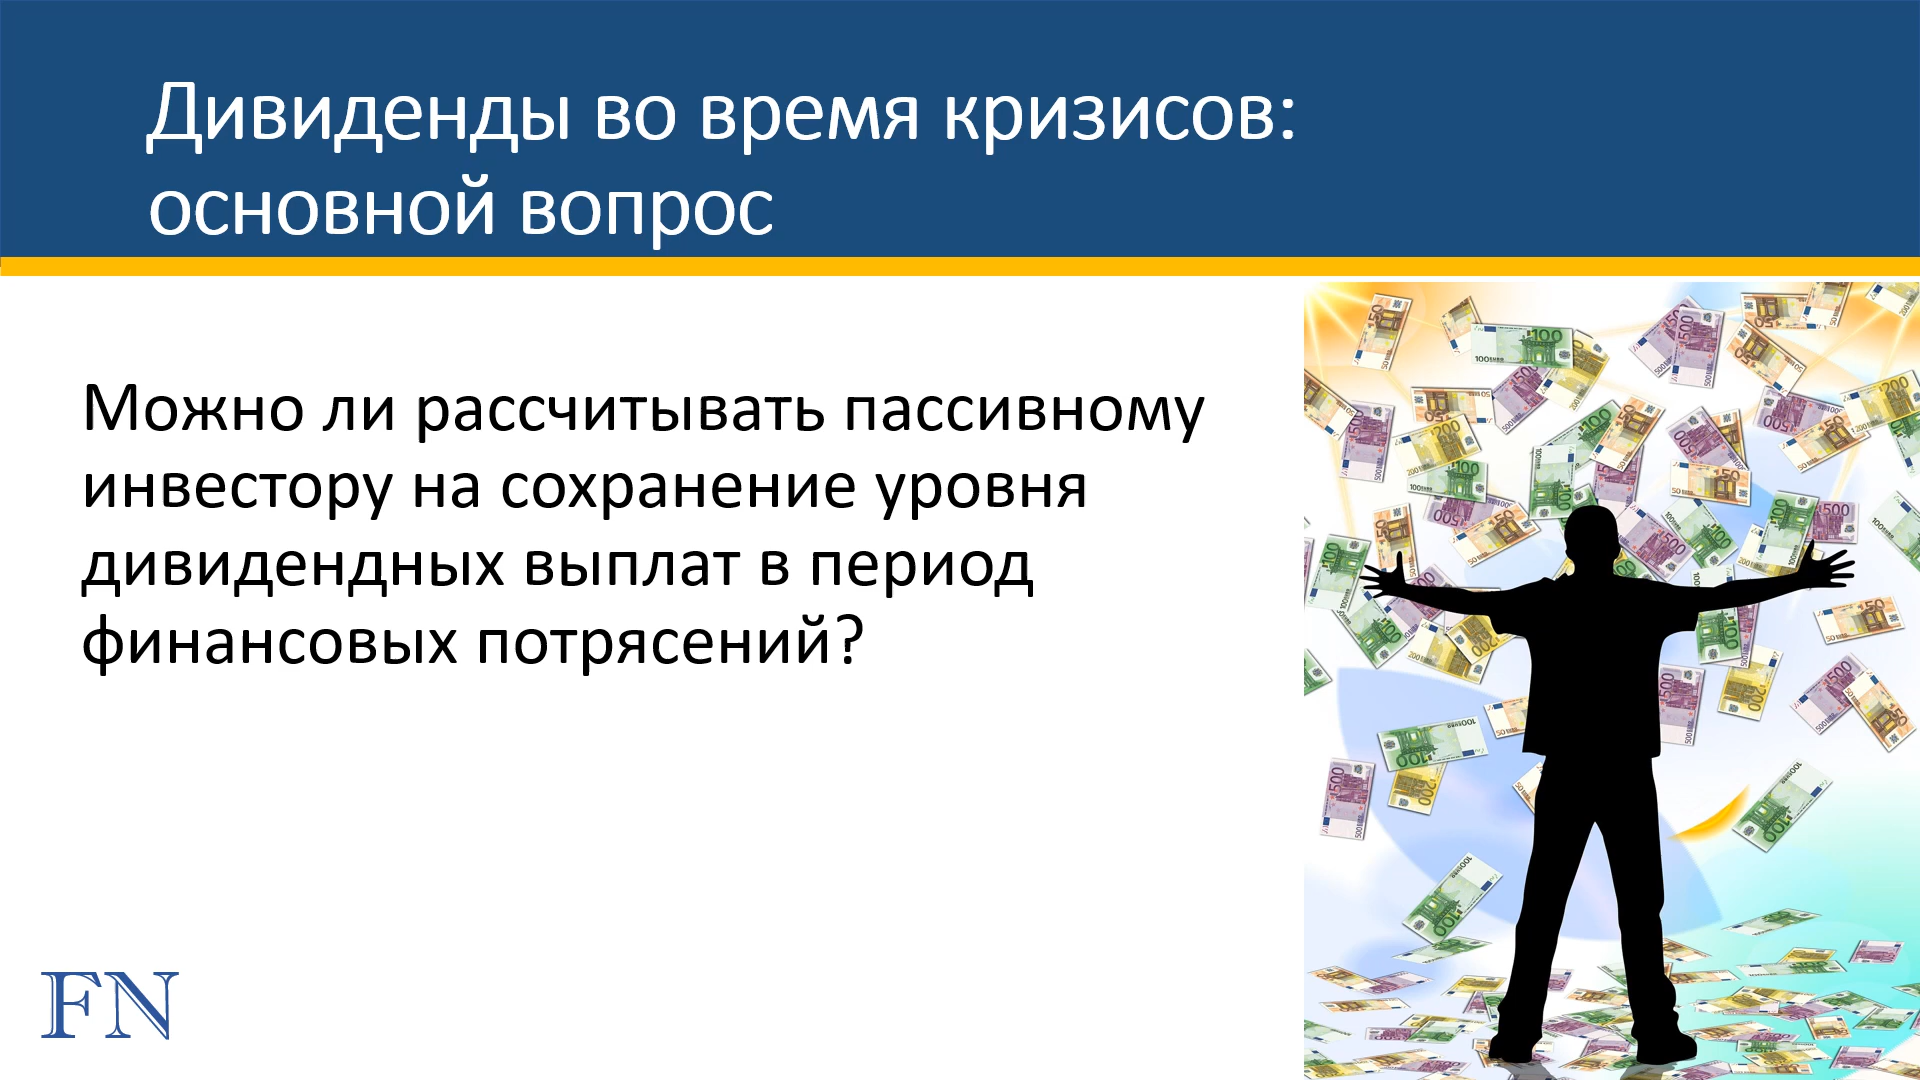 Дивиденды во время кризисов:
основной вопрос
Можно ли рассчитывать пассивному
инвестору на сохранение уровня
дивидендных выплат в период
финансовых потрясений?
FN